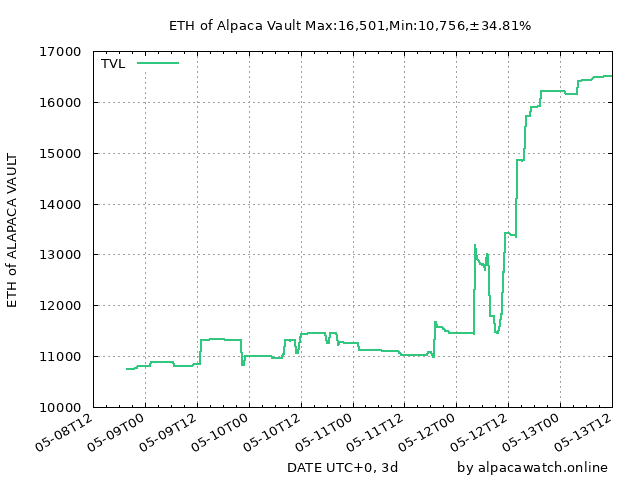 ETH of Alpaca Vault Max:16,501,Min:10,756,±34.81%
TVL
17000
16000
15000
14000
13000
12000
11000
10000
ETH of ALAPACA VAULT
05-08T12
05-09T00
05-09T12
05-10T00
05-10T12
05-11T00
05-11T12
05-12T00
05-12T12
05-13T00
05-13T12
DATE UTC+0, 3d
by alpacawatch.online